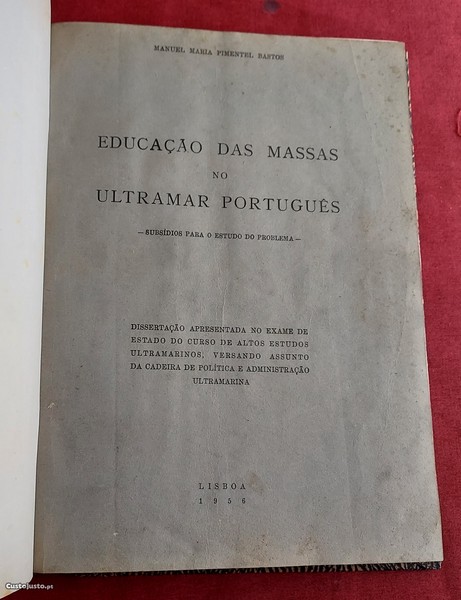 MANUEL MARIA PIMENTEL BASTOS
EDUCAÇÃO DAS MASSAS
NO
ULTRAMAR PORTUGUÊS
— SUBSÍDIOS PARA O ESTUDO DO PROBLEMA —
DISSERTAÇÃO APRESENTADA NO EXAME DE
ESTADO DO CURSO DE ALTOS ESTUDOS
ULTRAMARINOS, VERSANDO ASSUNTO
DA CADEIRA DE POLÍTICA E ADMINISTRAÇÃO
ULTRAMARINA
LISBOA
1956
CustoJusto.pt